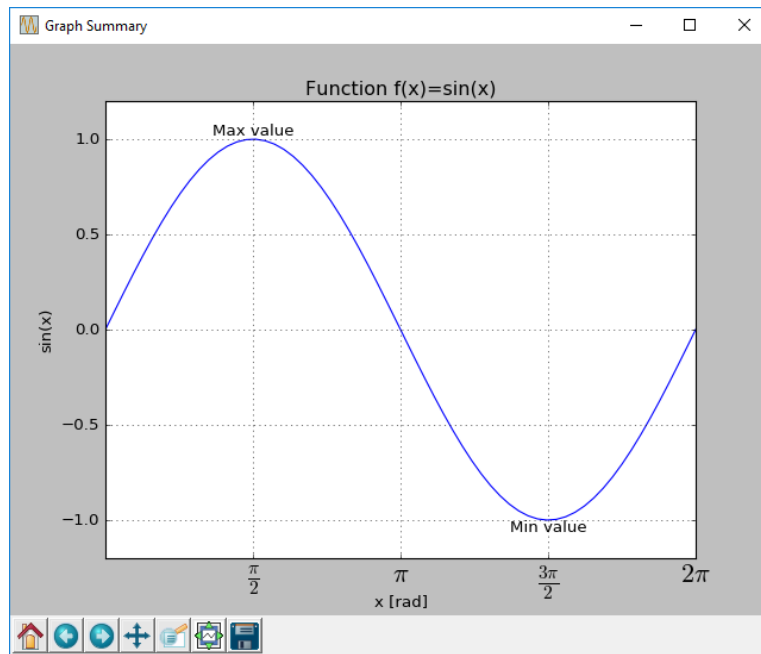 Graph Summary
Function f(x)=sin(x)
Max value
1.0
0.5
0.0
−0.5
−1.0
sin(x)
Min value
π/2 π 3π/2 2π
x [rad]